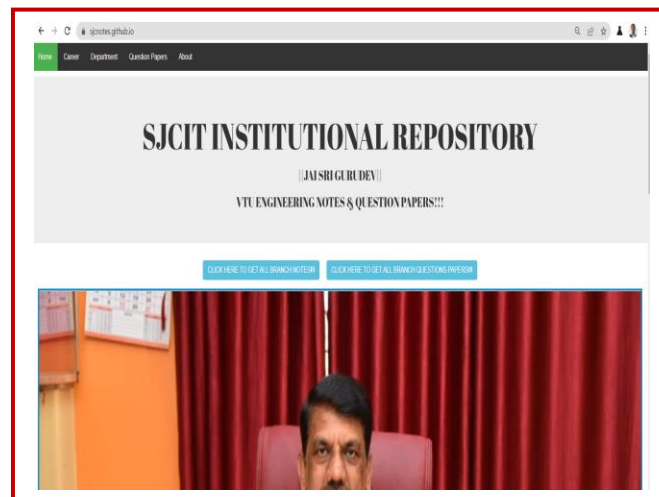 sjcnotes.github.io
Home Career Department Question Papers About
SJCIT INSTITUTIONAL REPOSITORY
||JAI SRI GURUDEV||
VTU ENGINEERING NOTES & QUESTION PAPERS!!!
CLICK HERE TO GET ALL BRANCH NOTES!!! CLICK HERE TO GET ALL BRANCH QUESTIONS PAPERS!!!